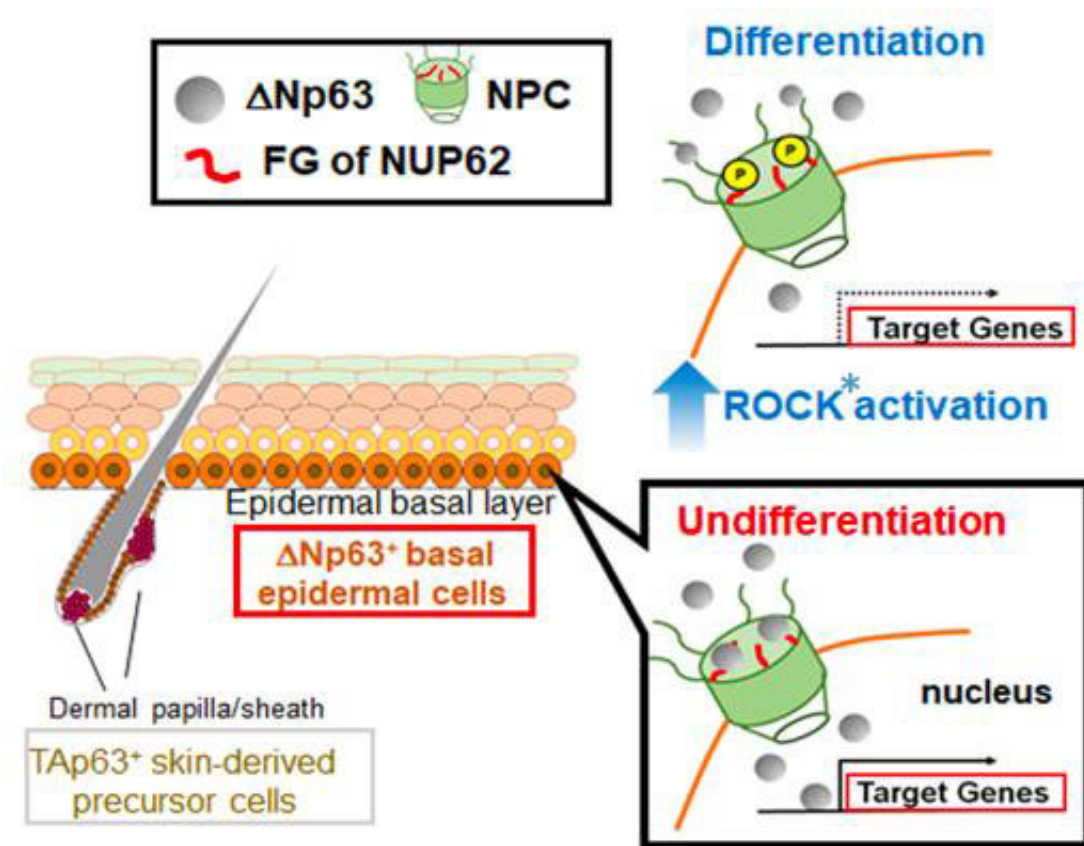 ΔNp63
NPC
FG of NUP62
Differentiation
P
P
Target Genes
ROCK* activation
Epidermal basal layer
ΔNp63⁺ basal
epidermal cells
Dermal papilla/sheath
TAp63⁺ skin-derived
precursor cells
Undifferentiation
nucleus
Target Genes